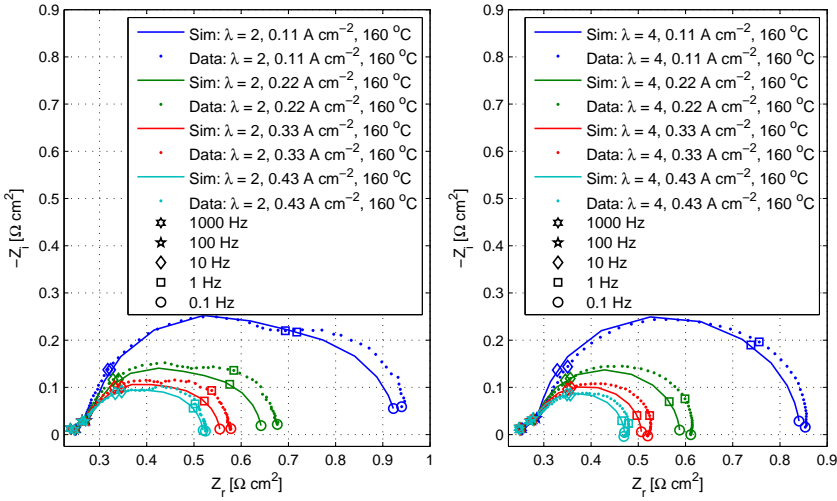 0.9
0.8
0.7
0.6
0.5
0.4
0.3
0.2
0.1
0
−Z_i [Ω cm²]
Sim: λ = 2, 0.11 A cm⁻², 160 °C
Data: λ = 2, 0.11 A cm⁻², 160 °C
Sim: λ = 2, 0.22 A cm⁻², 160 °C
Data: λ = 2, 0.22 A cm⁻², 160 °C
Sim: λ = 2, 0.33 A cm⁻², 160 °C
Data: λ = 2, 0.33 A cm⁻², 160 °C
Sim: λ = 2, 0.43 A cm⁻², 160 °C
Data: λ = 2, 0.43 A cm⁻², 160 °C
1000 Hz
100 Hz
10 Hz
1 Hz
0.1 Hz
0.3 0.4 0.5 0.6 0.7 0.8 0.9 1
Z_r [Ω cm²]
0.9
0.8
0.7
0.6
0.5
0.4
0.3
0.2
0.1
0
−Z_i [Ω cm²]
Sim: λ = 4, 0.11 A cm⁻², 160 °C
Data: λ = 4, 0.11 A cm⁻², 160 °C
Sim: λ = 4, 0.22 A cm⁻², 160 °C
Data: λ = 4, 0.22 A cm⁻², 160 °C
Sim: λ = 4, 0.33 A cm⁻², 160 °C
Data: λ = 4, 0.33 A cm⁻², 160 °C
Sim: λ = 4, 0.43 A cm⁻², 160 °C
Data: λ = 4, 0.43 A cm⁻², 160 °C
1000 Hz
100 Hz
10 Hz
1 Hz
0.1 Hz
0.3 0.4 0.5 0.6 0.7 0.8 0.9
Z_r [Ω cm²]